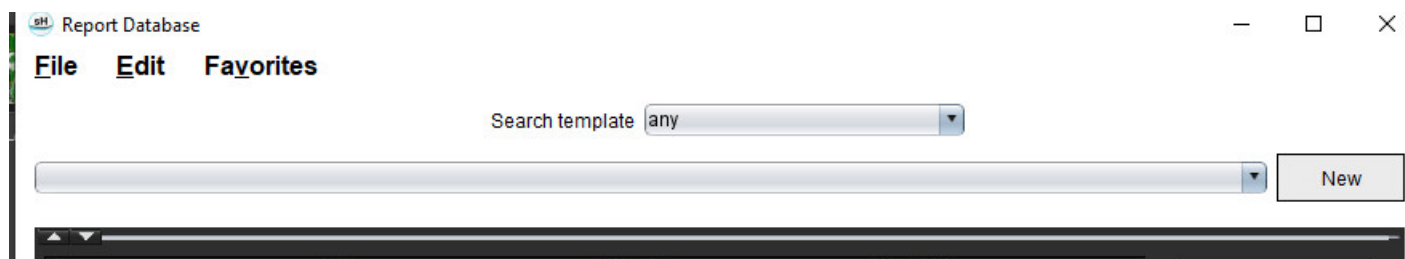 sH Report Database
File Edit Favorites
Search template any
New